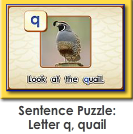 q
Look at the quail.
Sentence Puzzle:
Letter q, quail